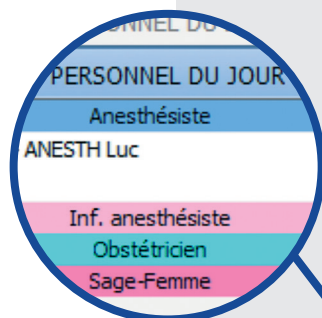 PERSONNEL DU JOUR
Anesthésiste
ANESTH Luc
Inf. anesthésiste
Obstétricien
Sage-Femme